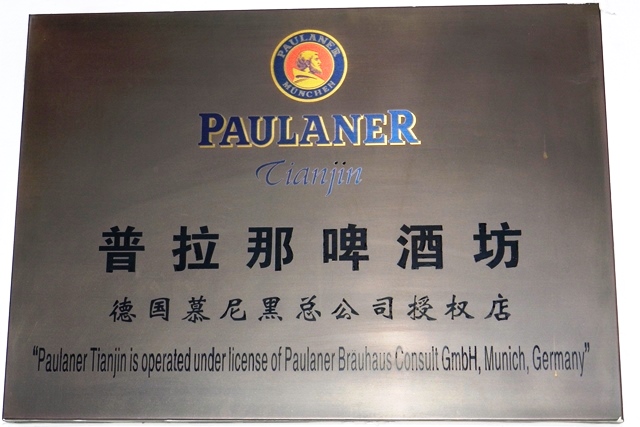 PAULANER
MÜNCHEN
PAULANER
Tianjin
普拉那啤酒坊
德国慕尼黑总公司授权店
“Paulaner Tianjin is operated under license of Paulaner Bräuhaus Consult GmbH, Munich, Germany”